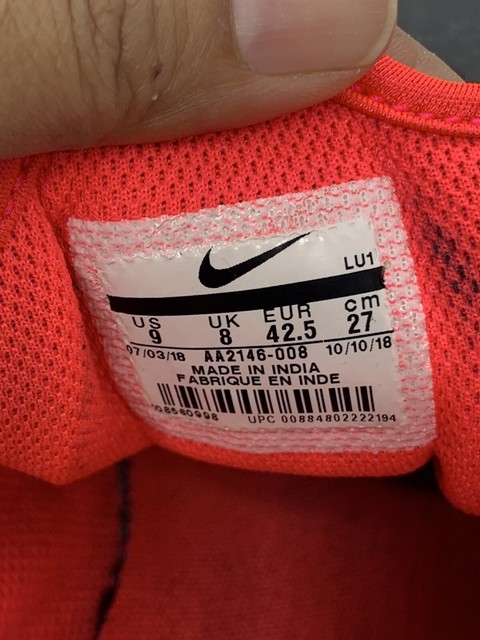 LU1
US UK EUR cm
9 8 42.5 27
07/03/18 AA2146-008 10/10/18
MADE IN INDIA
FABRIQUE EN INDE
UPC 00884802222194